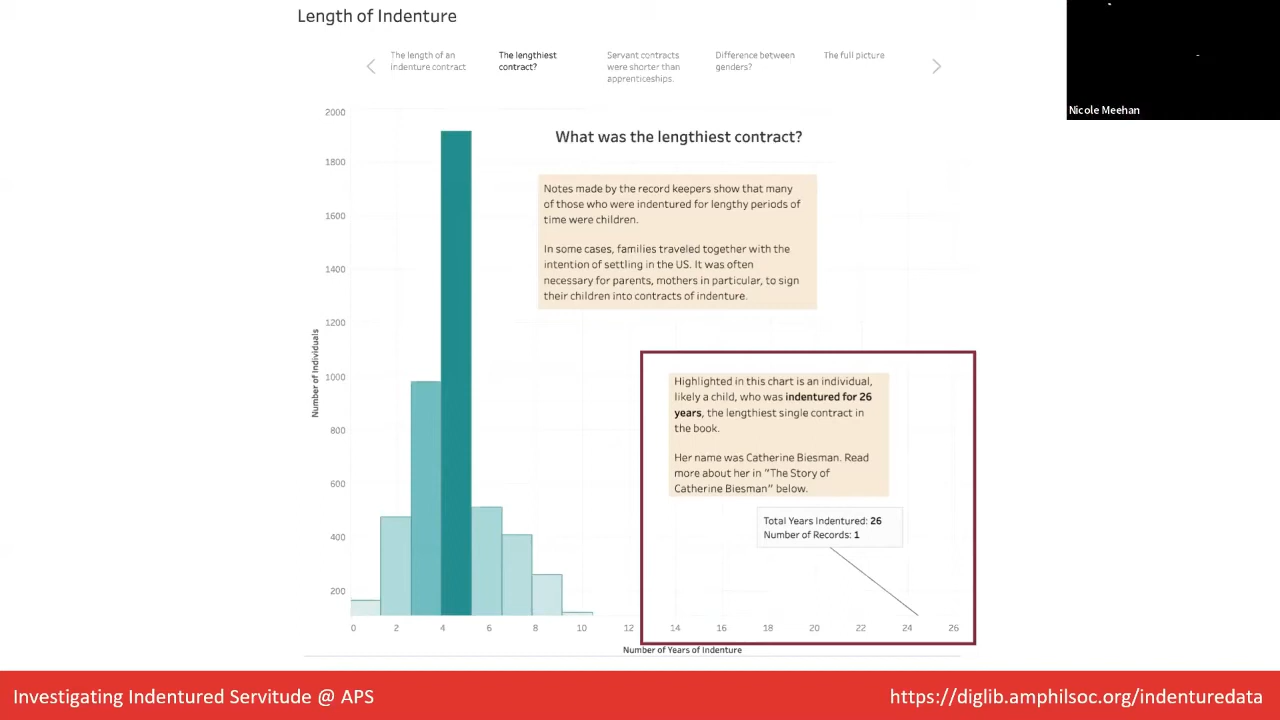 Length of Indenture
The length of an
indenture contract
The lengthiest
contract?
Servant contracts
were shorter than
apprenticeships.
Difference between
genders?
The full picture
Nicole Meehan
What was the lengthiest contract?
Notes made by the record keepers show that many
of those who were indentured for lengthy periods of
time were children.
In some cases, families traveled together with the
intention of settling in the US. It was often
necessary for parents, mothers in particular, to sign
their children into contracts of indenture.
Highlighted in this chart is an individual,
likely a child, who was indentured for 26
years, the lengthiest single contract in
the book.
Her name was Catherine Biesman. Read
more about her in "The Story of
Catherine Biesman" below.
Total Years Indentured: 26
Number of Records: 1
Number of Individuals
2000
1800
1600
1400
1200
1000
800
600
400
200
0 2 4 6 8 10 12 14 16 18 20 22 24 26
Number of Years of Indenture
Investigating Indentured Servitude @ APS
https://diglib.amphilsoc.org/indenturedata